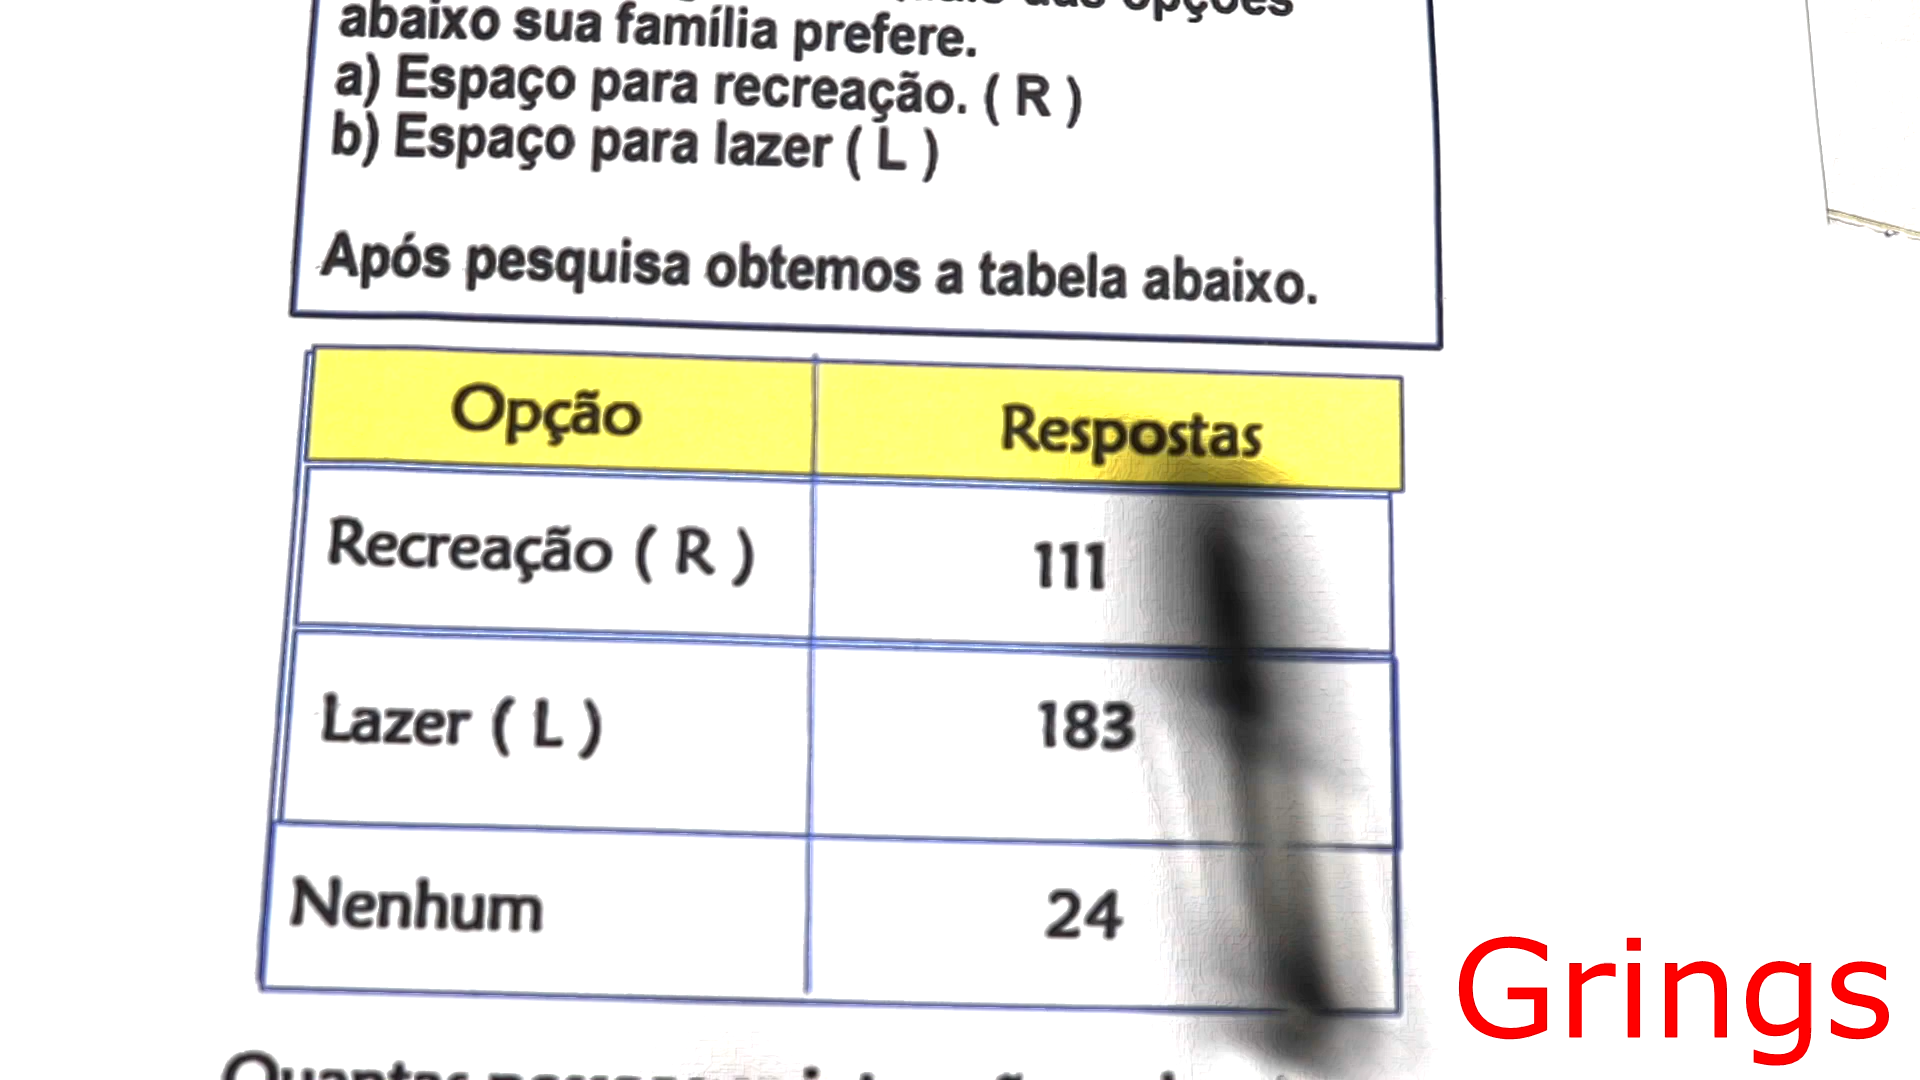 opções
abaixo sua família prefere.
a) Espaço para recreação. ( R )
b) Espaço para lazer ( L )
Após pesquisa obtemos a tabela abaixo.
Opção Respostas
Recreação ( R ) 111
Lazer ( L ) 183
Nenhum 24
Grings